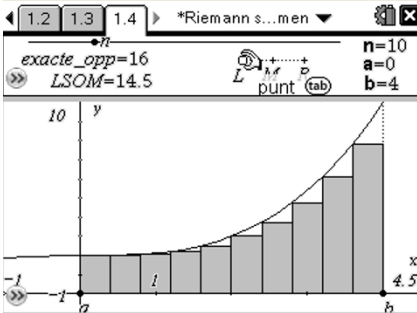 1.2 1.3 1.4 *Riemann s...men
n
exacte_opp=16
LSOM=14.5
L M R
punt tab
n=10
a=0
b=4
10 y
x
-1 1 4.5
-1
a b